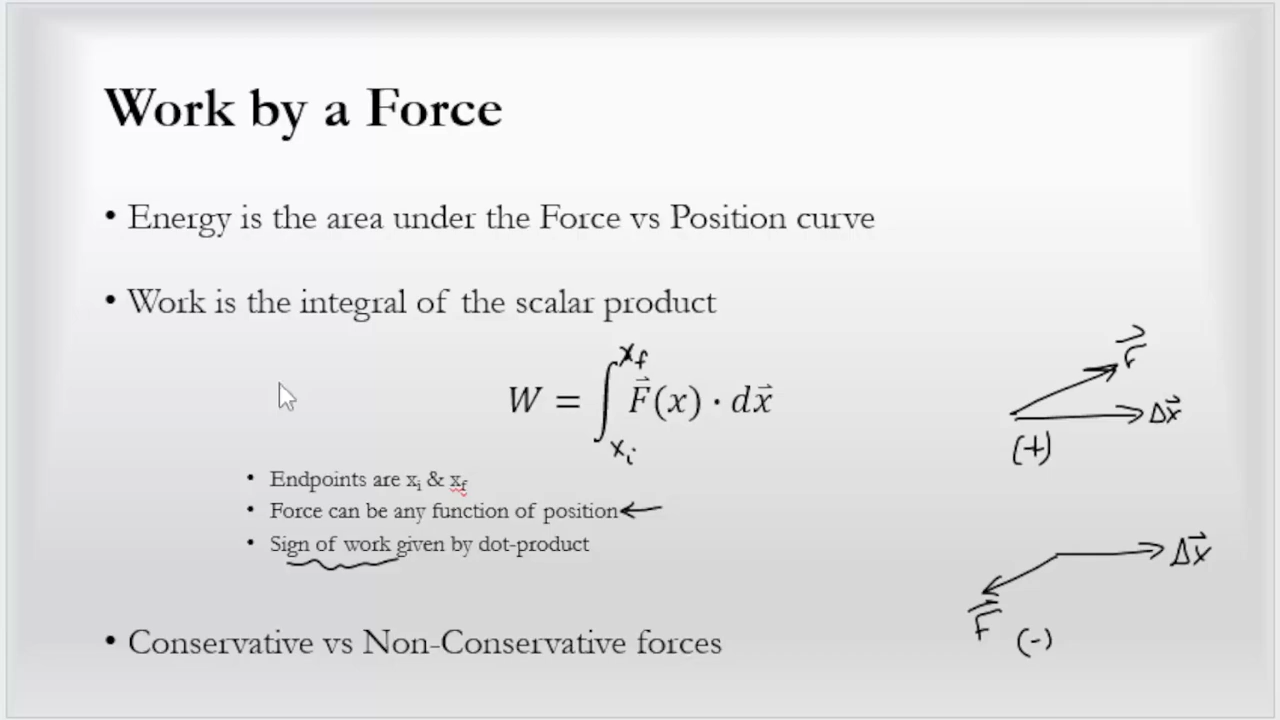 Work by a Force
• Energy is the area under the Force vs Position curve
• Work is the integral of the scalar product
x_f
W = ∫ F⃗(x) · dx⃗
x_i
• Endpoints are xᵢ & x_f
• Force can be any function of position ←
• Sign of work given by dot-product
• Conservative vs Non-Conservative forces
F⃗
Δx⃗
(+)
Δx⃗
F⃗
(-)